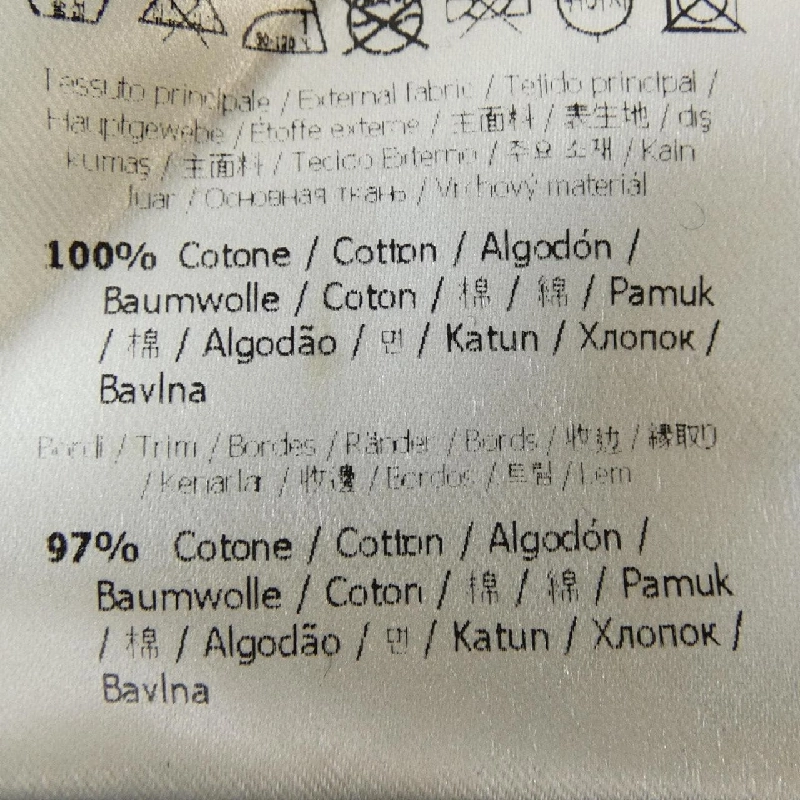 Tessuto principale / External fabric / Tejido principal /
Hauptgewebe / Étoffe externe / 主面料 / 表生地 / dış
kumaş / 主面料 / Tecido Externo / 주요 소재 / Kain
luar / Основная ткань / Vrchový materiál
100% Cotone / Cotton / Algodón /
Baumwolle / Coton / 棉 / 綿 / Pamuk
/ 棉 / Algodão / 면 / Katun / Хлопок /
Bavlna
Bordi / Trim / Bordes / Ränder / Bords / 收边 / 縁取り
/ Kenarlar / 收邊 / Bordos / 트림 / Lem
97% Cotone / Cotton / Algodón /
Baumwolle / Coton / 棉 / 綿 / Pamuk
/ 棉 / Algodão / 면 / Katun / Хлопок /
Bavlna